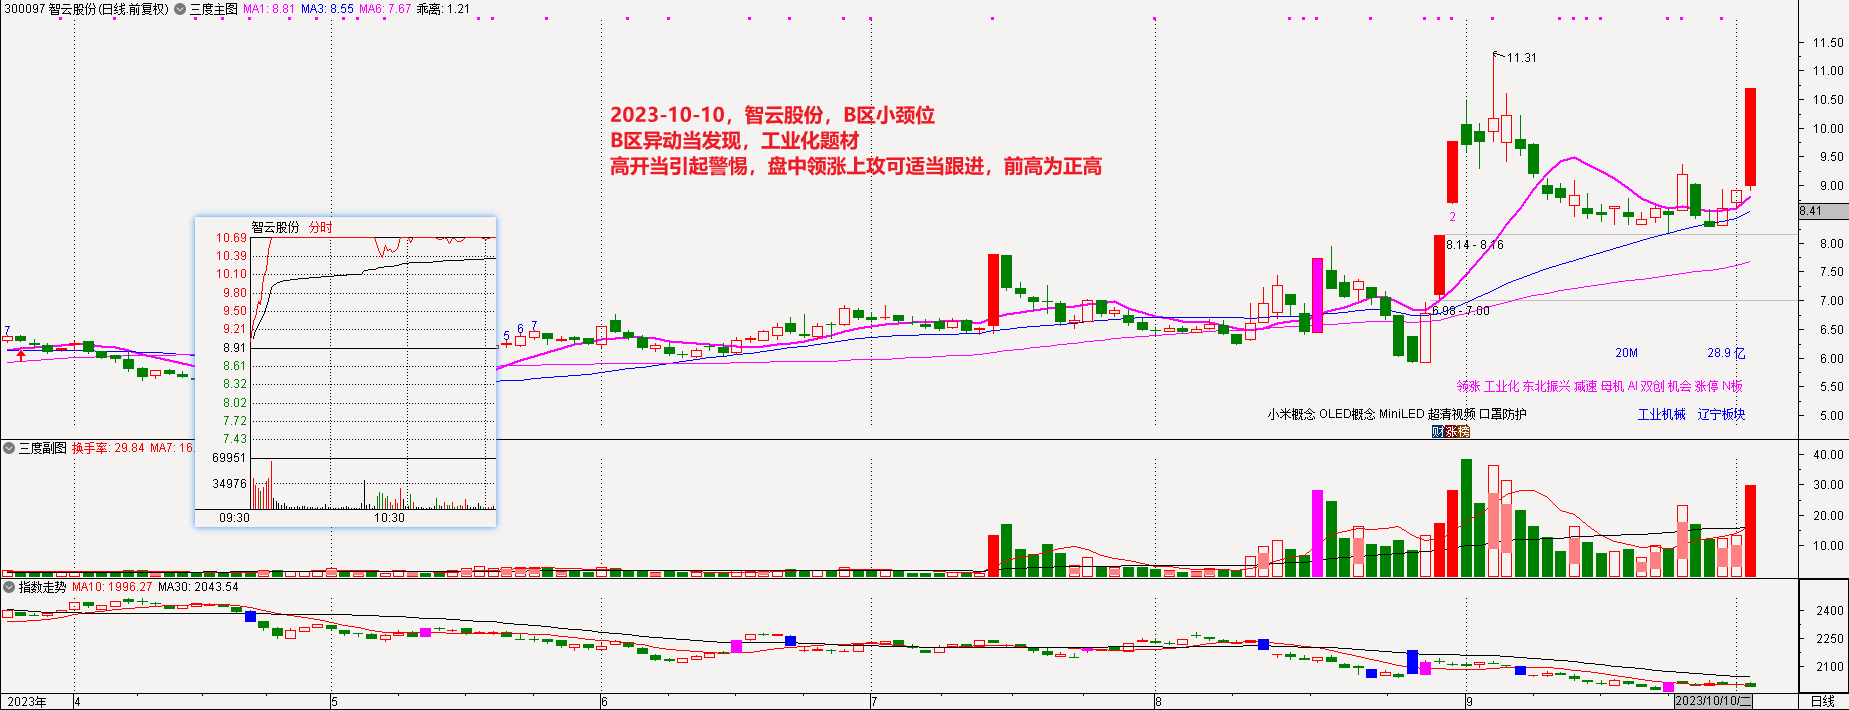 300097 智云股份(日线.前复权) 三度主图 MA1: 8.81 MA3: 8.55 MA6: 7.67 乖离: 1.21
11.50
11.31
11.00
10.50
2023-10-10，智云股份，B区小颈位
10.00
B区异动当发现，工业化题材
9.50
高开当引起警惕，盘中领涨上攻可适当跟进，前高为正高
9.00
8.41
2
8.14 - 8.16
8.00
7.50
7.00
6.98 - 7.00
6.50
6.00
5.50
5.00
7
5 6 7
20M 28.9 亿
领涨 工业化 东北振兴 减速 母机 AI 双创 机会 涨停 N板
小米概念 OLED概念 MiniLED 超清视频 口罩防护 工业机械 辽宁板块
财 涨 榜
智云股份 分时
10.69
10.39
10.10
9.80
9.50
9.21
8.91
8.61
8.32
8.02
7.72
7.43
69951
34976
09:30 10:30
三度副图 换手率: 29.84 MA7: 16.
40.00
30.00
20.00
10.00
指数走势 MA10: 1996.27 MA30: 2043.54
2400
2250
2100
2023年 4 5 6 7 8 9 2023/10/10/二 日线